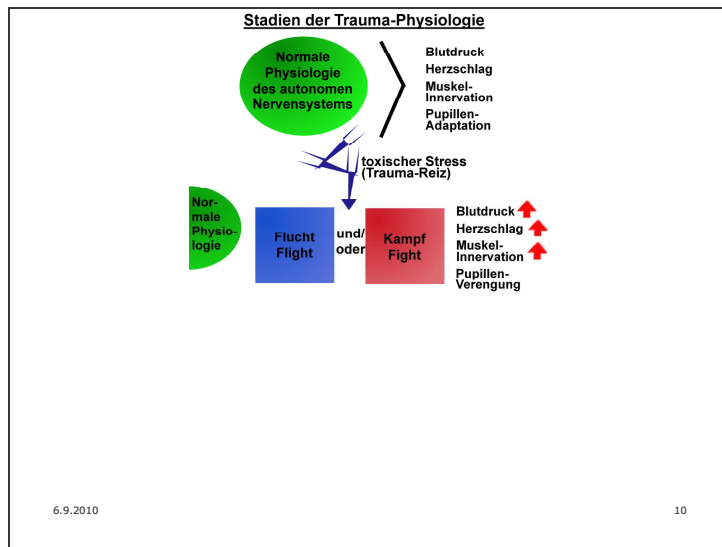 Stadien der Trauma-Physiologie
Normale
Physiologie
des autonomen
Nervensystems
Blutdruck
Herzschlag
Muskel-
Innervation
Pupillen-
Adaptation
toxischer Stress
(Trauma-Reiz)
Nor-
male
Physio-
logie
Flucht
Flight
und/
oder
Kampf
Fight
Blutdruck
Herzschlag
Muskel-
Innervation
Pupillen-
Verengung
6.9.2010
10